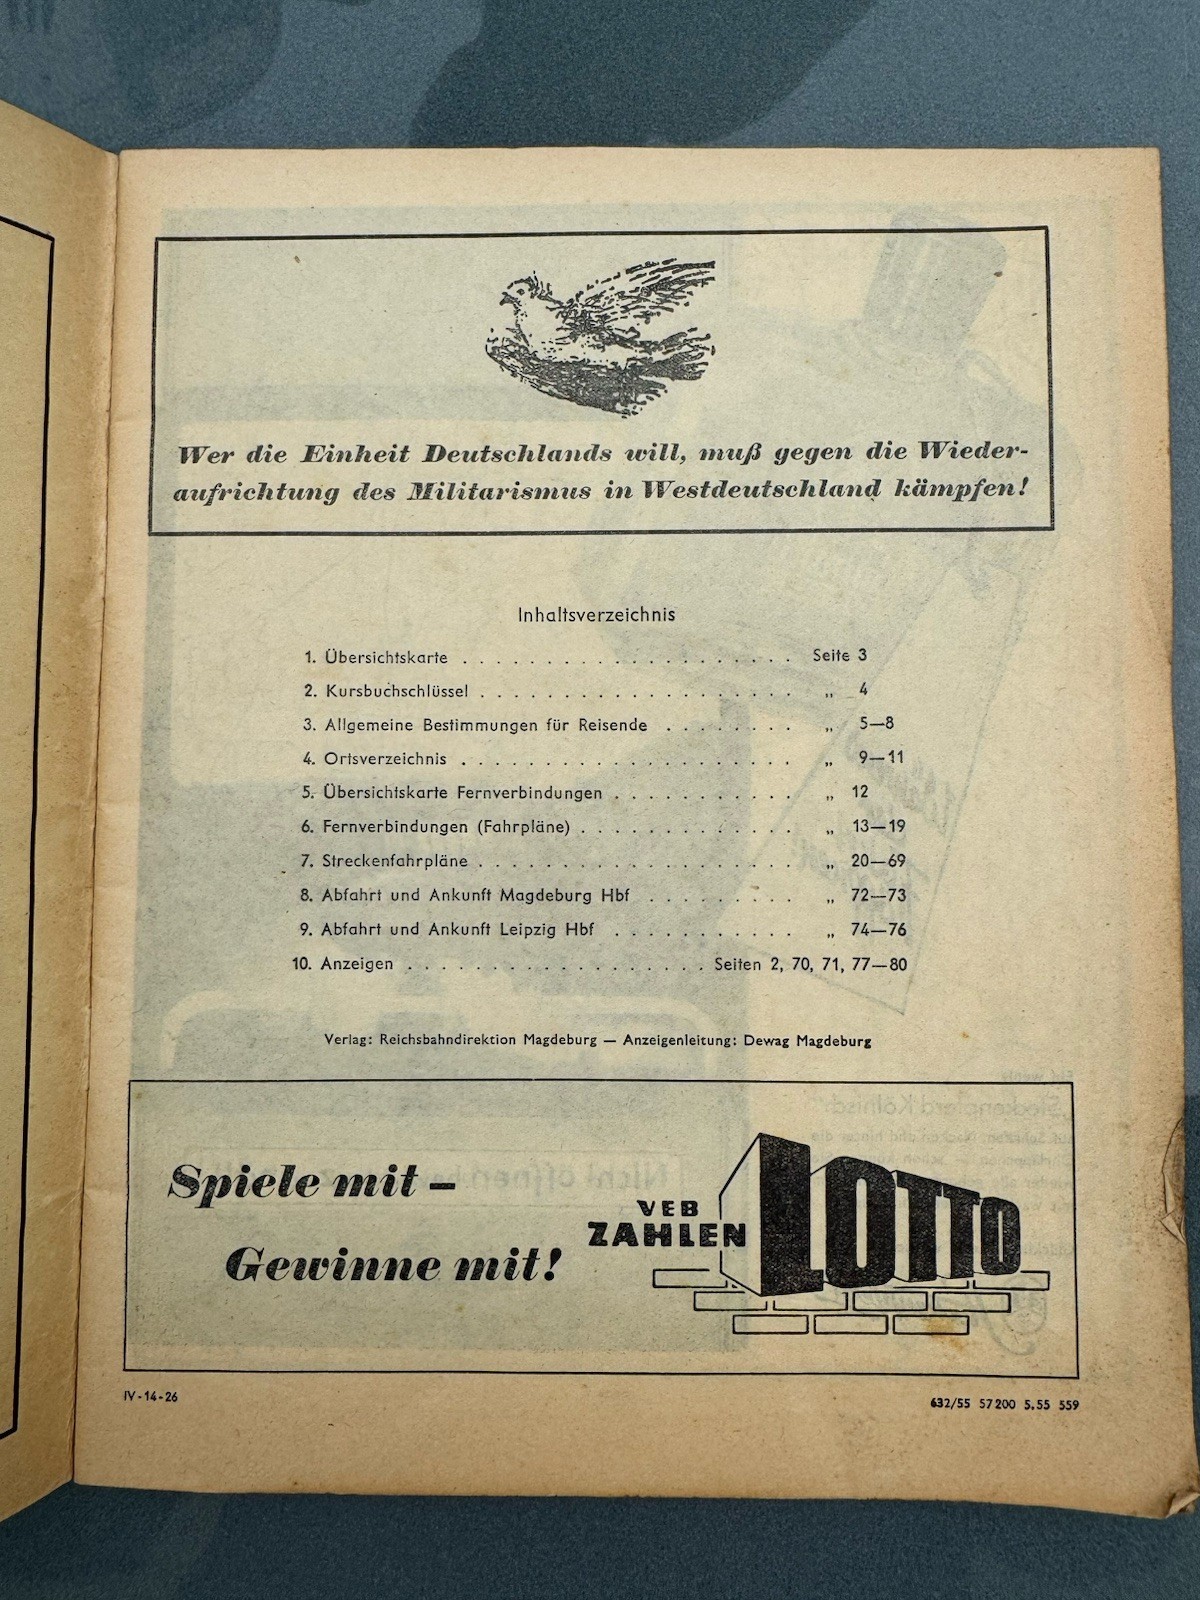 Wer die Einheit Deutschlands will, muß gegen die Wieder-
aufrichtung des Militarismus in Westdeutschland kämpfen!
Inhaltsverzeichnis
1. Übersichtskarte . . . . . . . . . . . . . . . . . . . . Seite 3
2. Kursbuchschlüssel . . . . . . . . . . . . . . . . . . . „ 4
3. Allgemeine Bestimmungen für Reisende . . . . . . . . „ 5—8
4. Ortsverzeichnis . . . . . . . . . . . . . . . . . . . . „ 9—11
5. Übersichtskarte Fernverbindungen . . . . . . . . . . . „ 12
6. Fernverbindungen (Fahrpläne) . . . . . . . . . . . . . „ 13—19
7. Streckenfahrpläne . . . . . . . . . . . . . . . . . . . „ 20—69
8. Abfahrt und Ankunft Magdeburg Hbf . . . . . . . . . „ 72—73
9. Abfahrt und Ankunft Leipzig Hbf . . . . . . . . . . . „ 74—76
10. Anzeigen . . . . . . . . . . . . . . . . . . Seiten 2, 70, 71, 77—80
Verlag: Reichsbahndirektion Magdeburg — Anzeigenleitung: Dewag Magdeburg
Spiele mit –
Gewinne mit!
VEB
ZAHLEN LOTTO
IV-14-26
632/55 57200 5.55 559